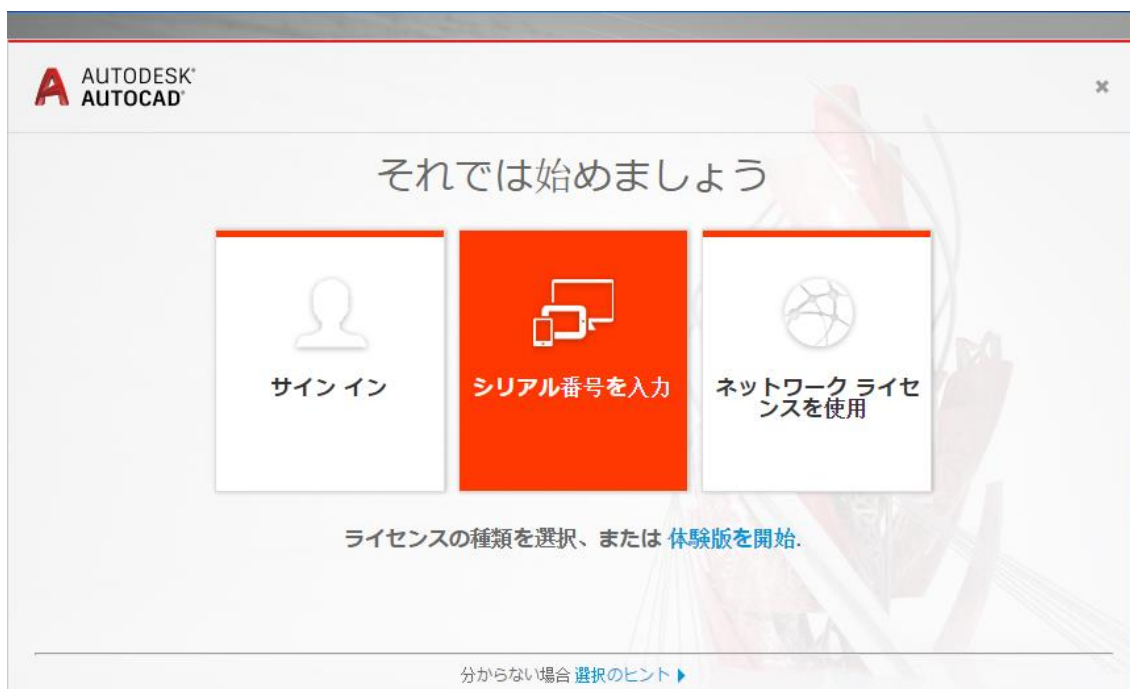 AUTODESK®
AUTOCAD®
それでは始めましょう
サイン イン
シリアル番号を入力
ネットワーク ライセ
ンスを使用
ライセンスの種類を選択、または 体験版を開始.
分からない場合 選択のヒント